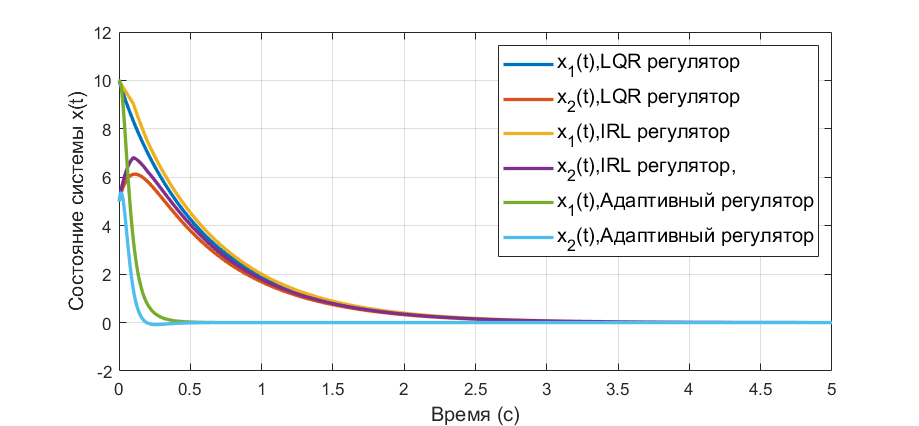 12
10
8
6
4
2
0
-2
Состояние системы x(t)
x1(t),LQR регулятор
x2(t),LQR регулятор
x1(t),IRL регулятор
x2(t),IRL регулятор,
x1(t),Адаптивный регулятор
x2(t),Адаптивный регулятор
0 0.5 1 1.5 2 2.5 3 3.5 4 4.5 5
Время (с)